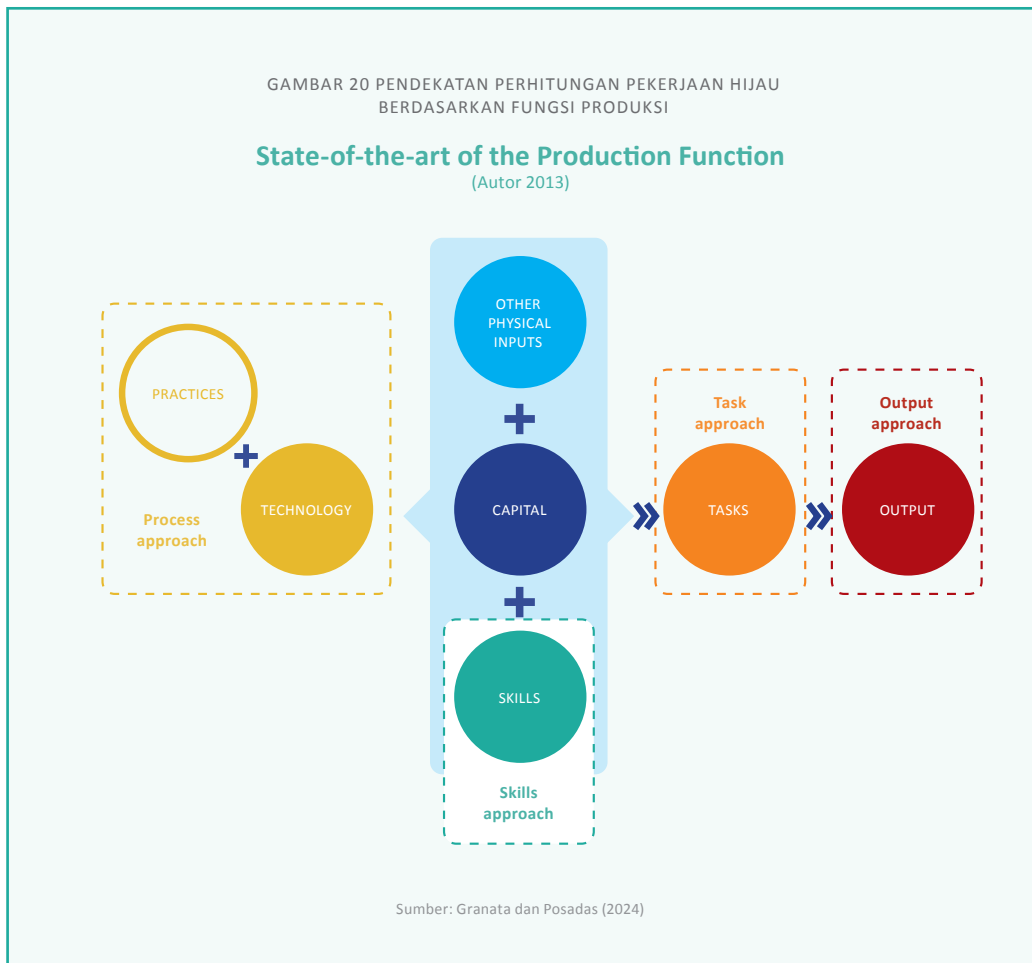 GAMBAR 20 PENDEKATAN PERHITUNGAN PEKERJAAN HIJAU
BERDASARKAN FUNGSI PRODUKSI
State-of-the-art of the Production Function
(Autor 2013)
PRACTICES
+
TECHNOLOGY
Process
approach
OTHER
PHYSICAL
INPUTS
+
CAPITAL
+
SKILLS
Skills
approach
Task
approach
TASKS
Output
approach
OUTPUT
Sumber: Granata dan Posadas (2024)